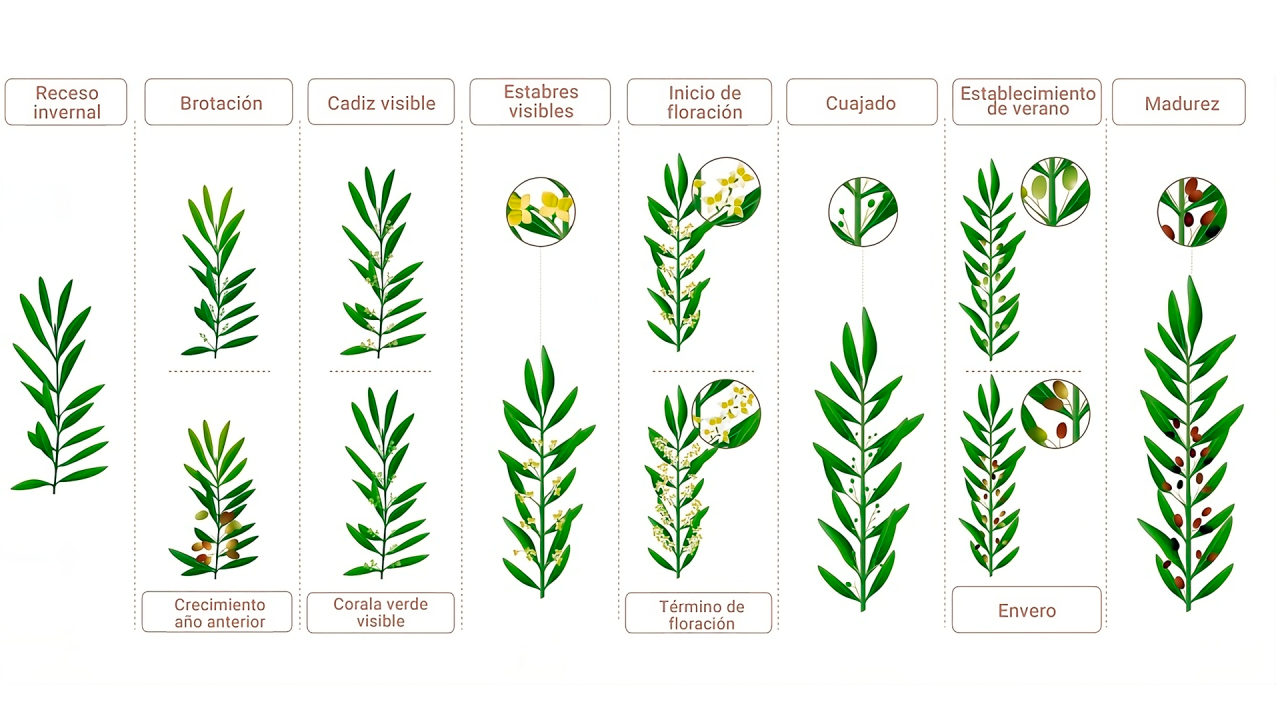 Receso
invernal
Brotación
Cadiz visible
Estabres
visibles
Inicio de
floración
Cuajado
Establecimiento
de verano
Madurez
Crecimiento
año anterior
Corala verde
visible
Término de
floración
Envero